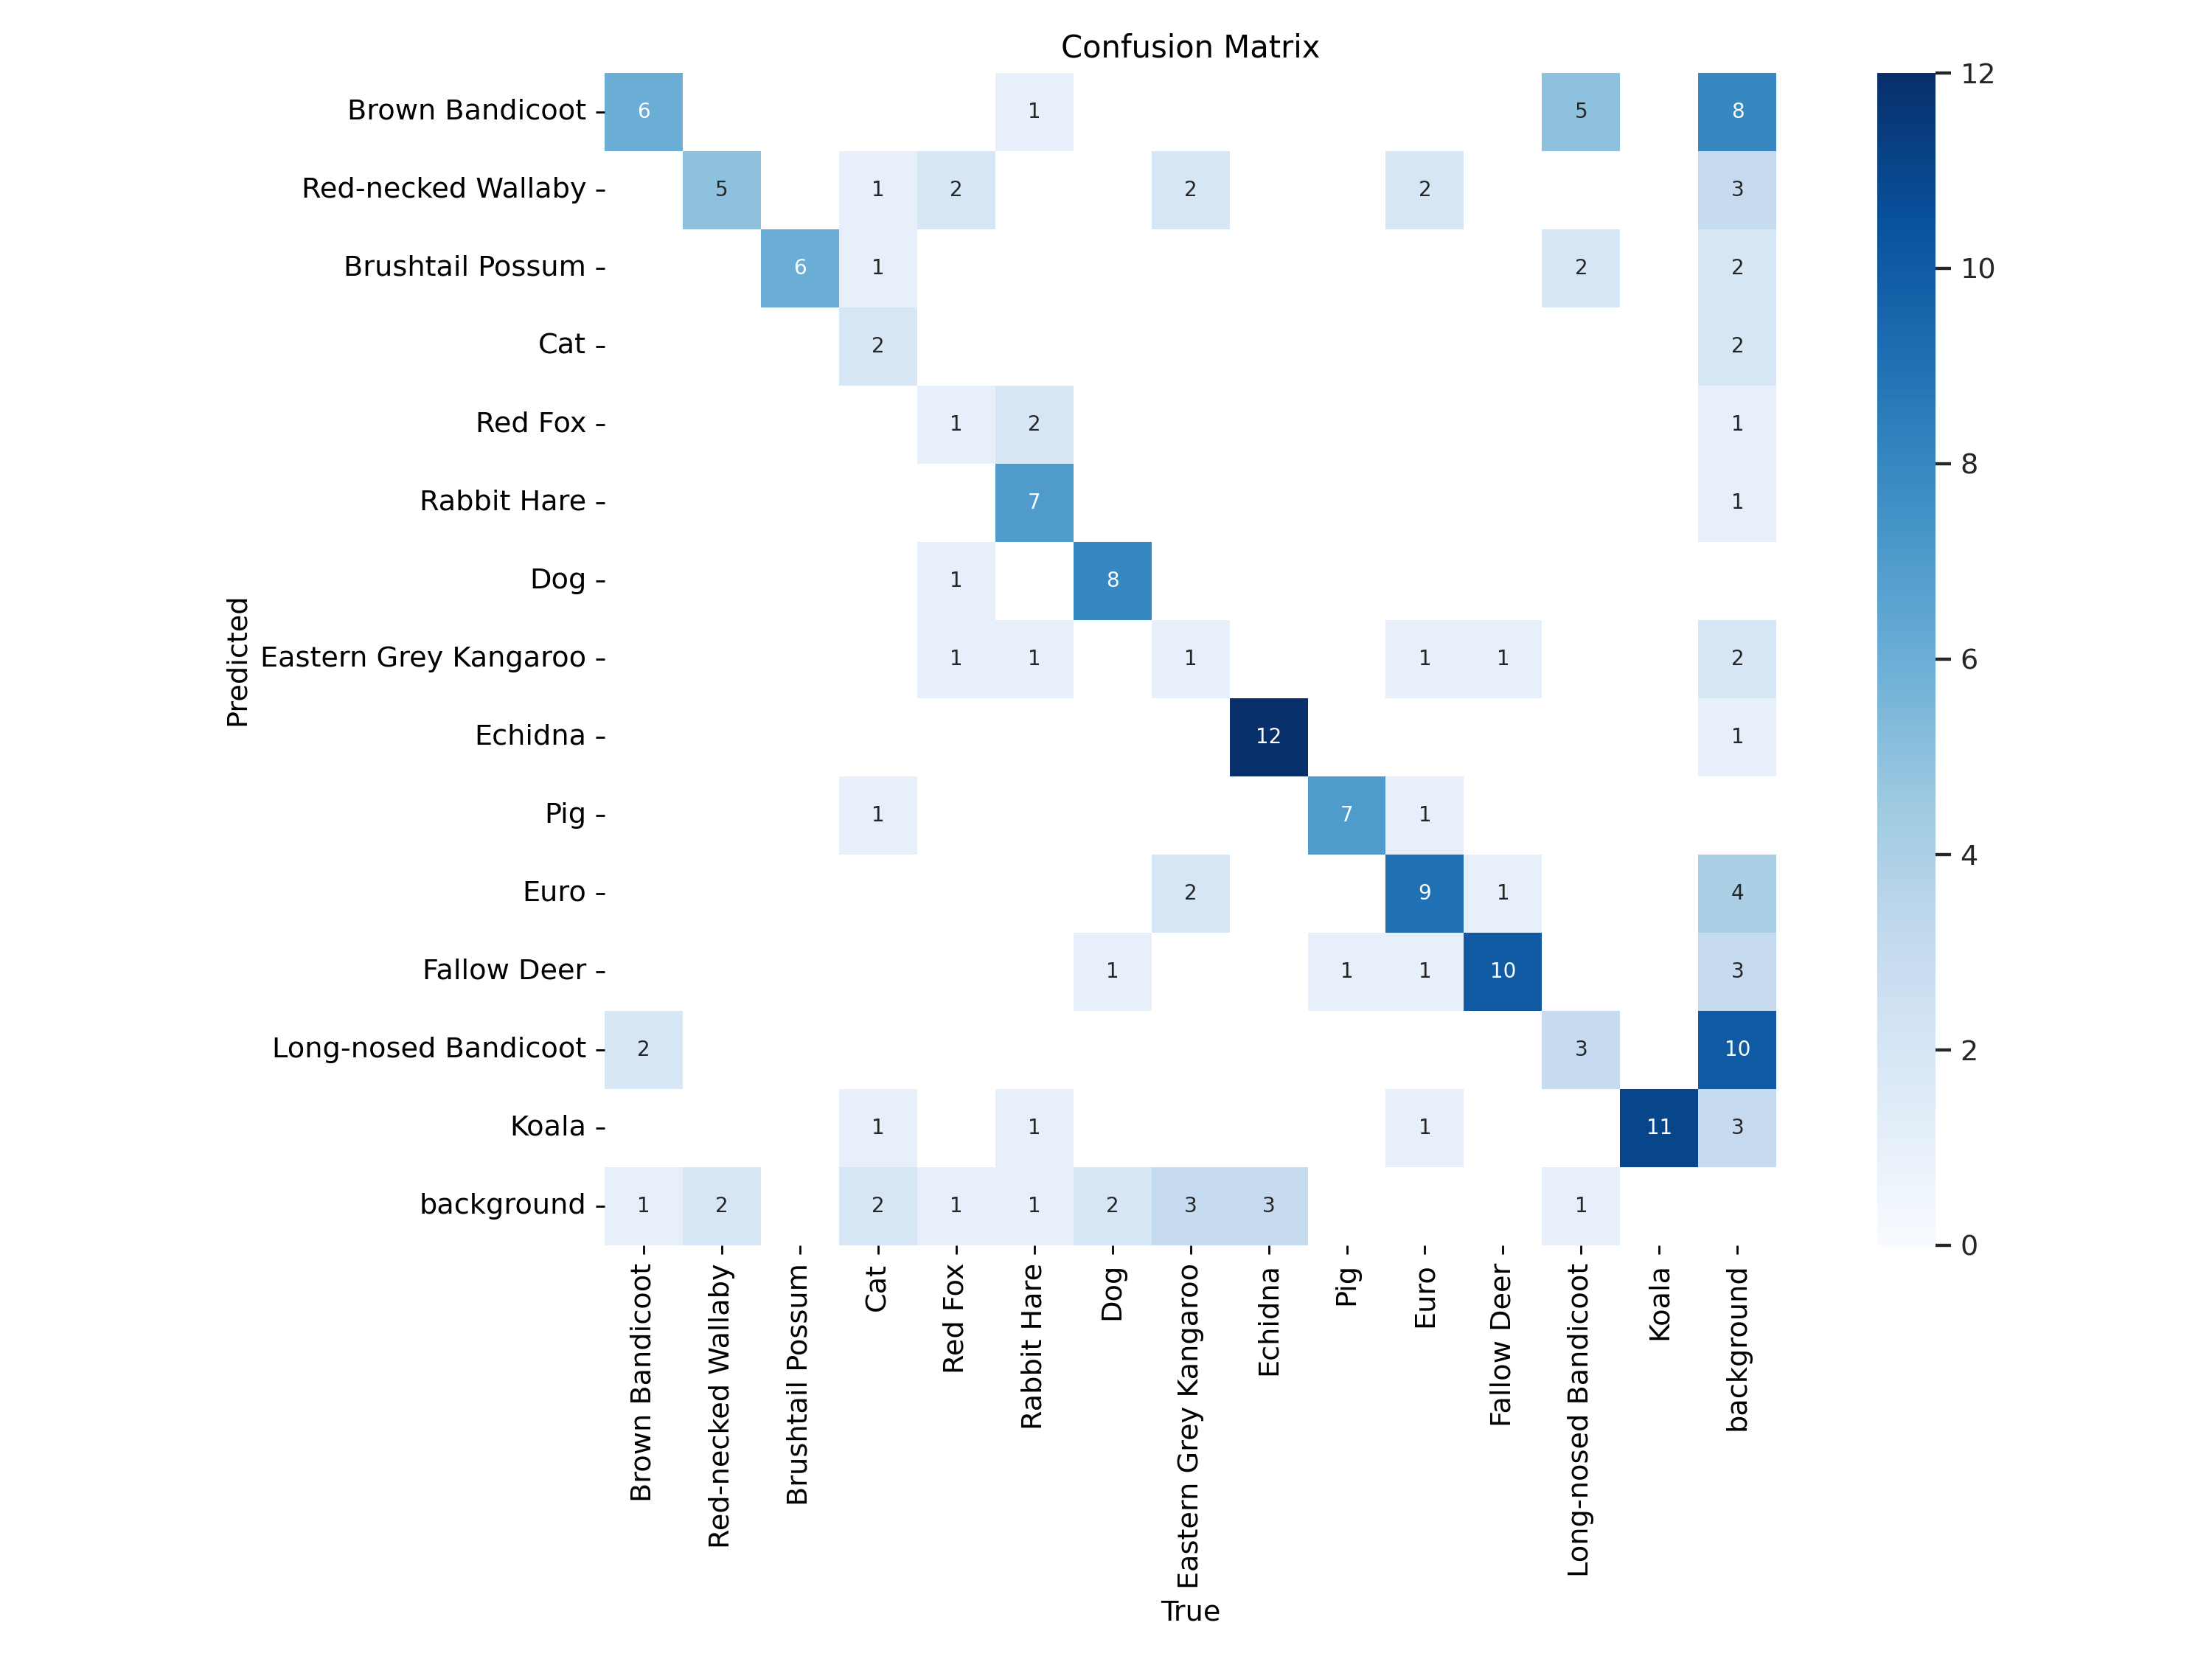 Confusion Matrix
Predicted
Brown Bandicoot 6 1 5 8
Red-necked Wallaby 5 1 2 2 2 3
Brushtail Possum 6 1 2 2
Cat 2 2
Red Fox 1 2 1
Rabbit Hare 7 1
Dog 1 8
Eastern Grey Kangaroo 1 1 1 1 1 2
Echidna 12 1
Pig 1 7 1
Euro 2 9 1 4
Fallow Deer 1 1 1 10 3
Long-nosed Bandicoot 2 3 10
Koala 1 1 1 11 3
background 1 2 2 1 1 2 3 3 1
Brown Bandicoot
Red-necked Wallaby
Brushtail Possum
Cat
Red Fox
Rabbit Hare
Dog
Eastern Grey Kangaroo
Echidna
Pig
Euro
Fallow Deer
Long-nosed Bandicoot
Koala
background
True
12
10
8
6
4
2
0